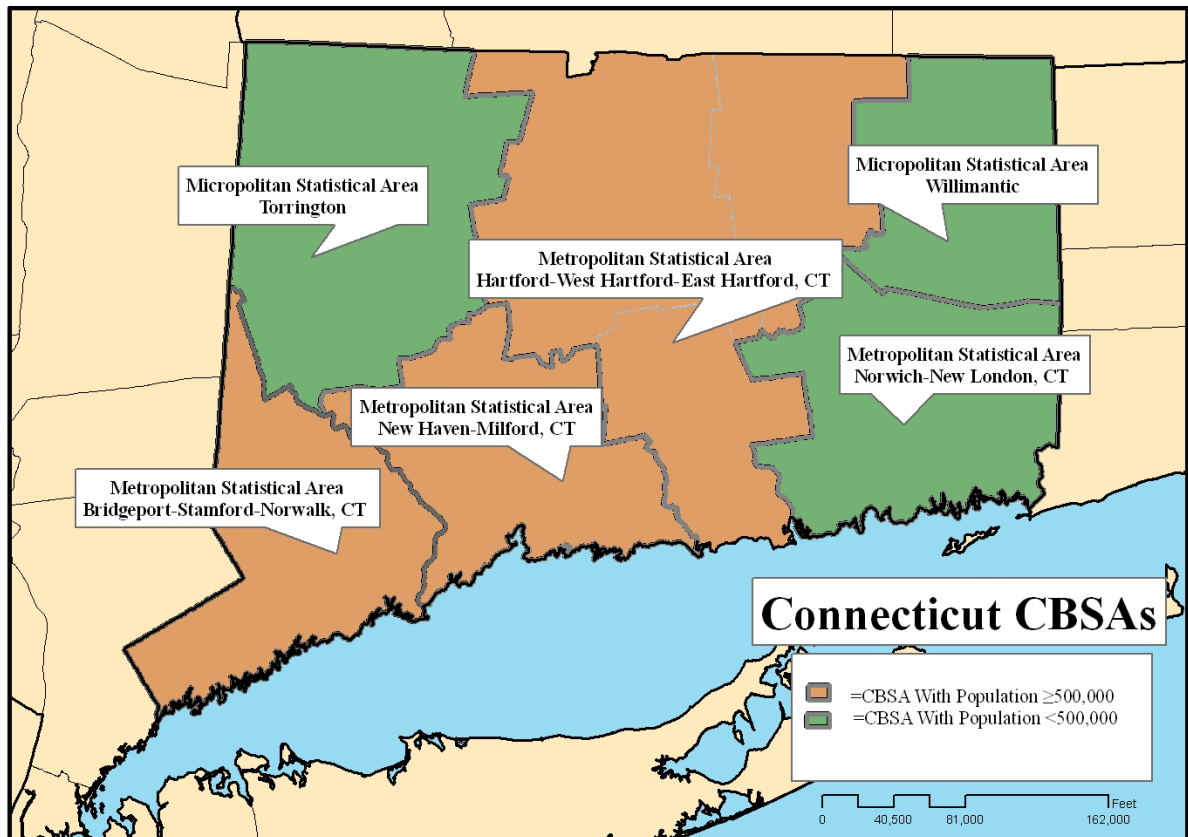 Micropolitan Statistical Area
Torrington
Micropolitan Statistical Area
Willimantic
Metropolitan Statistical Area
Hartford-West Hartford-East Hartford, CT
Metropolitan Statistical Area
Norwich-New London, CT
Metropolitan Statistical Area
New Haven-Milford, CT
Metropolitan Statistical Area
Bridgeport-Stamford-Norwalk, CT
Connecticut CBSAs
=CBSA With Population ≥500,000
=CBSA With Population <500,000
Feet
0 40,500 81,000 162,000